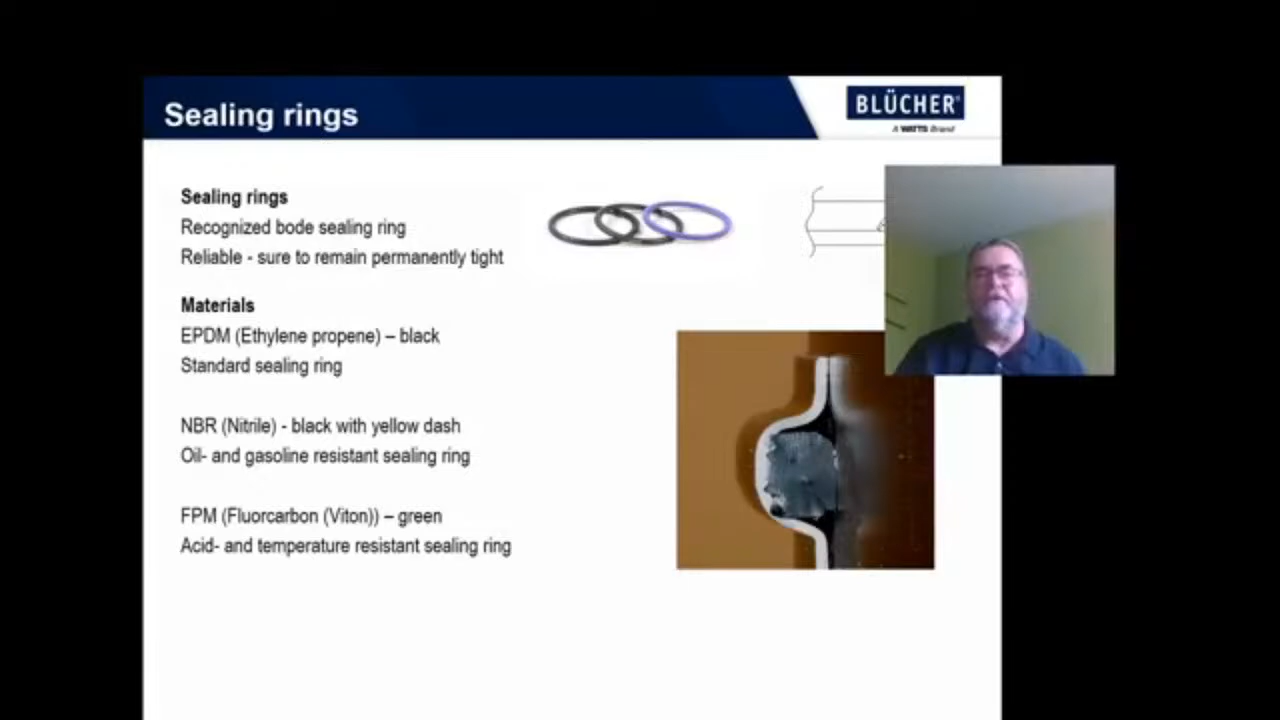 Sealing rings
BLÜCHER®
A WATTS Brand
Sealing rings
Recognized bode sealing ring
Reliable - sure to remain permanently tight
Materials
EPDM (Ethylene propene) – black
Standard sealing ring
NBR (Nitrile) - black with yellow dash
Oil- and gasoline resistant sealing ring
FPM (Fluorcarbon (Viton)) – green
Acid- and temperature resistant sealing ring